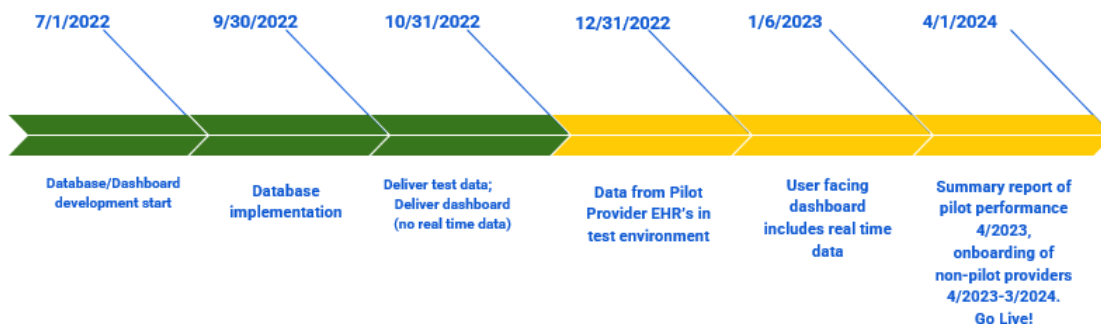 7/1/2022
9/30/2022
10/31/2022
12/31/2022
1/6/2023
4/1/2024
Database/Dashboard
development start
Database
implementation
Deliver test data;
Deliver dashboard
(no real time data)
Data from Pilot
Provider EHR's in
test environment
User facing
dashboard
includes real time
data
Summary report of
pilot performance
4/2023,
onboarding of
non-pilot providers
4/2023-3/2024.
Go Live!